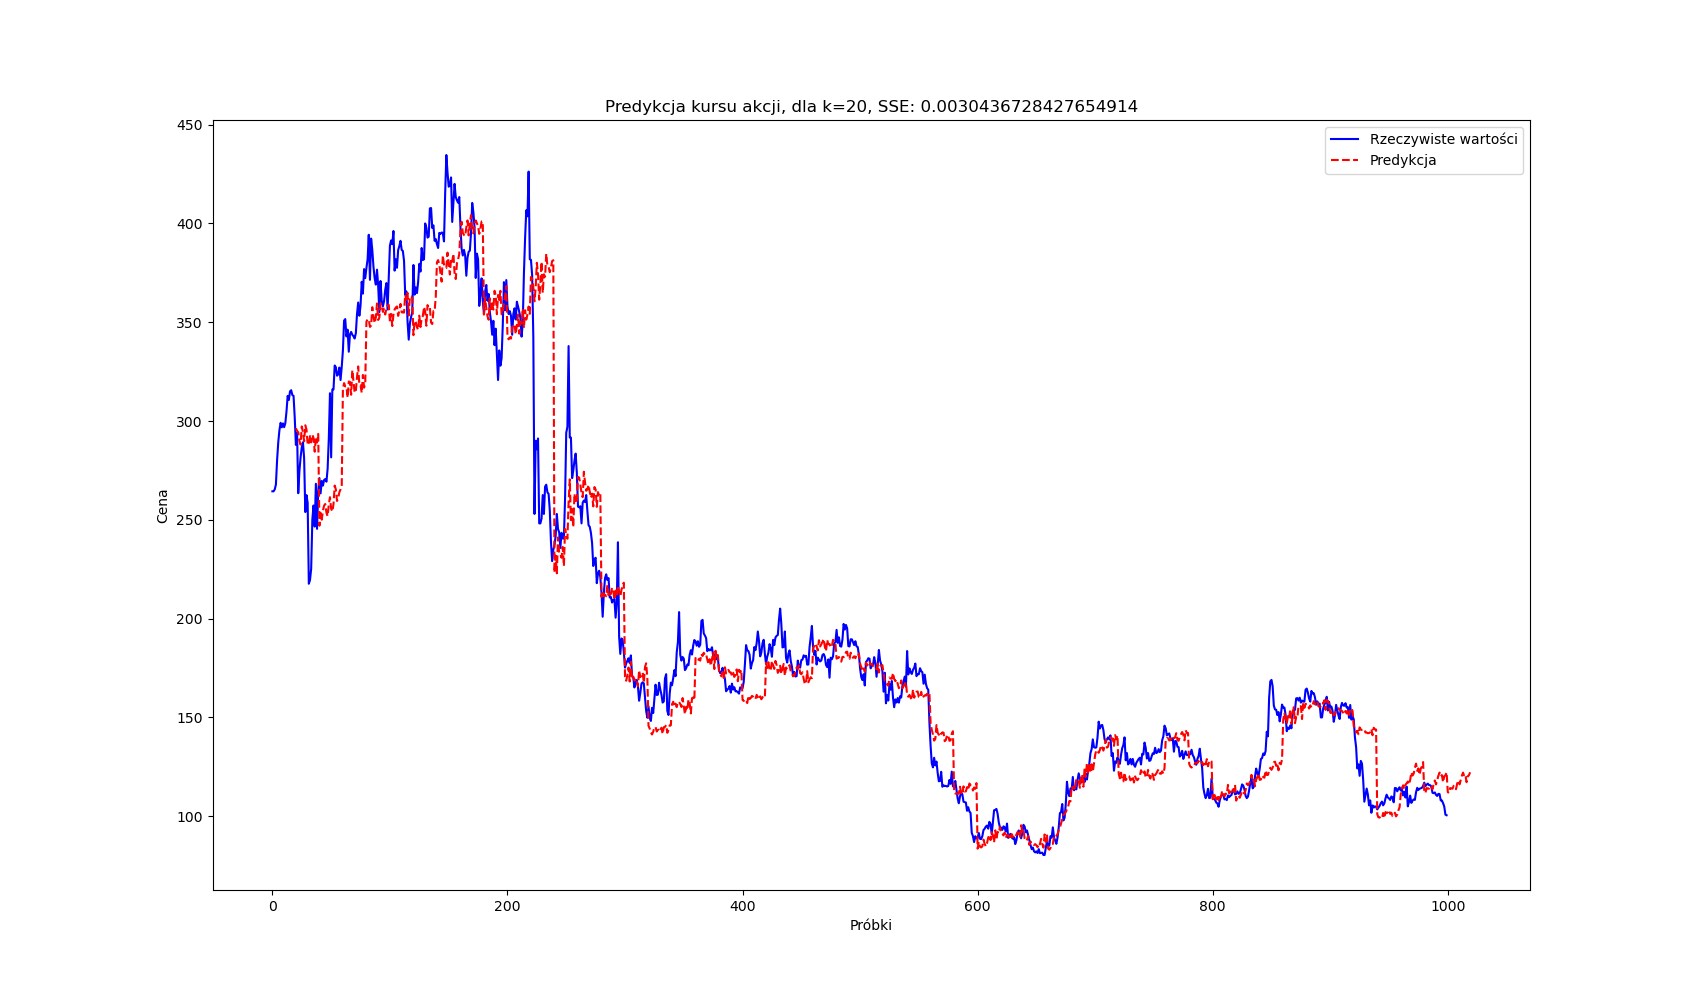 Predykcja kursu akcji, dla k=20, SSE: 0.0030436728427654914
Rzeczywiste wartości
Predykcja
Cena
450
400
350
300
250
200
150
100
0 200 400 600 800 1000
Próbki